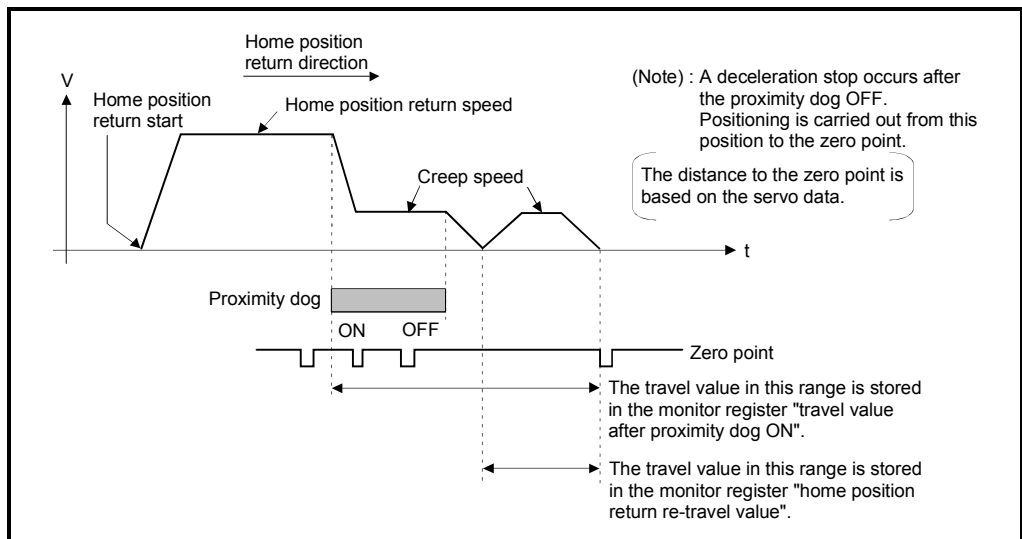 Home position
return direction
V
Home position
return start
Home position return speed
(Note) : A deceleration stop occurs after
the proximity dog OFF.
Positioning is carried out from this
position to the zero point.
The distance to the zero point is
based on the servo data.
Creep speed
t
Proximity dog
ON OFF
Zero point
The travel value in this range is stored
in the monitor register "travel value
after proximity dog ON".
The travel value in this range is stored
in the monitor register "home position
return re-travel value".